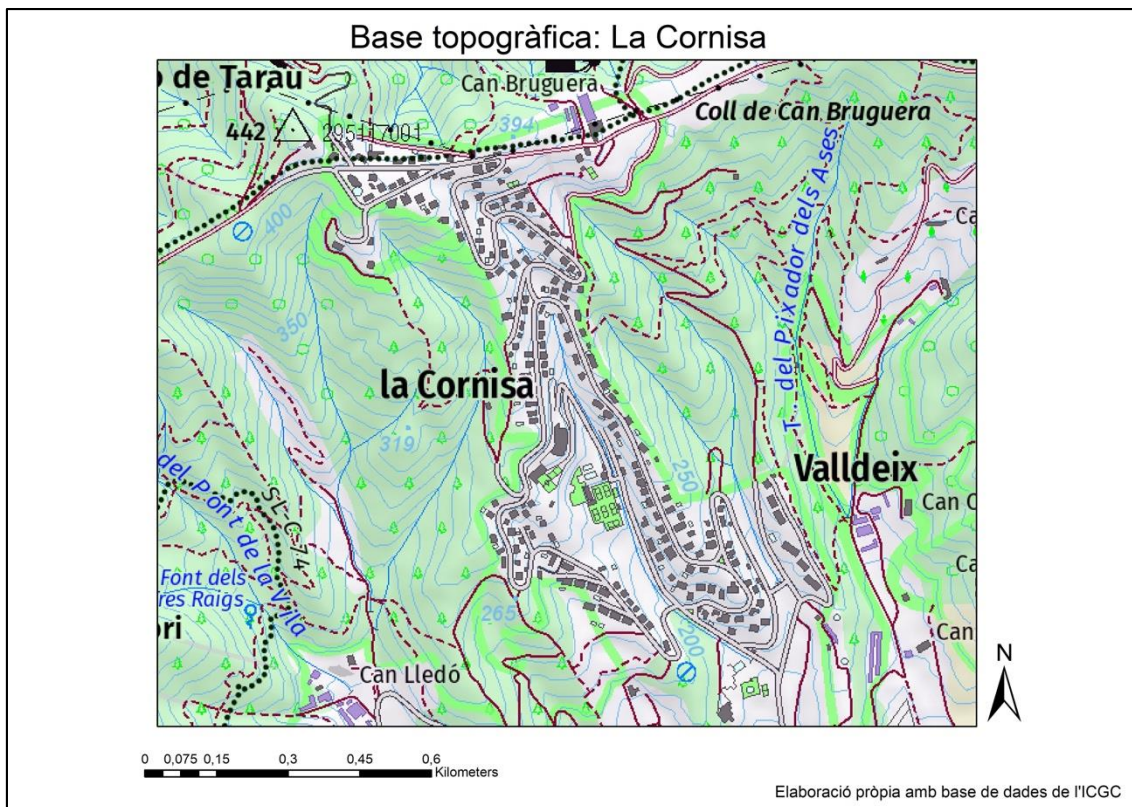 Base topogràfica: La Cornisa
o de Tarau
Can Bruguera
Coll de Can Bruguera
442
295117001
394
400
Ca
T... del Pixador dels Ases
350
la Cornisa
319
250
Valldeix
del Pont de la Vila
SL-C-74
Can C
Font dels
res Raigs
265
Ca
ori
200
Can
Can Lledó
N
0 0,075 0,15 0,3 0,45 0,6
Kilometers
Elaboració pròpia amb base de dades de l'ICGC